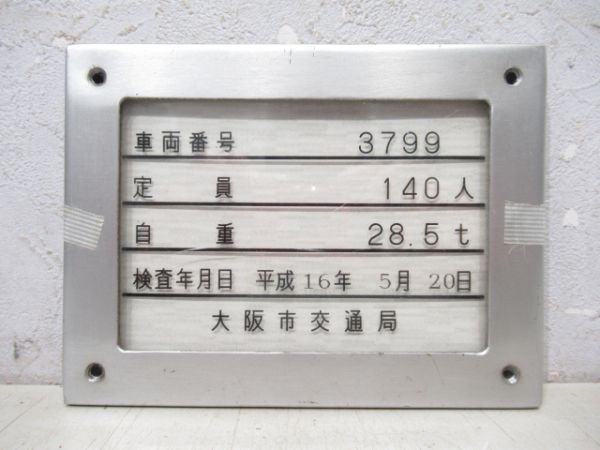 車両番号 3799
定員 140人
自重 28.5t
検査年月日 平成16年 5月 20日
大阪市交通局